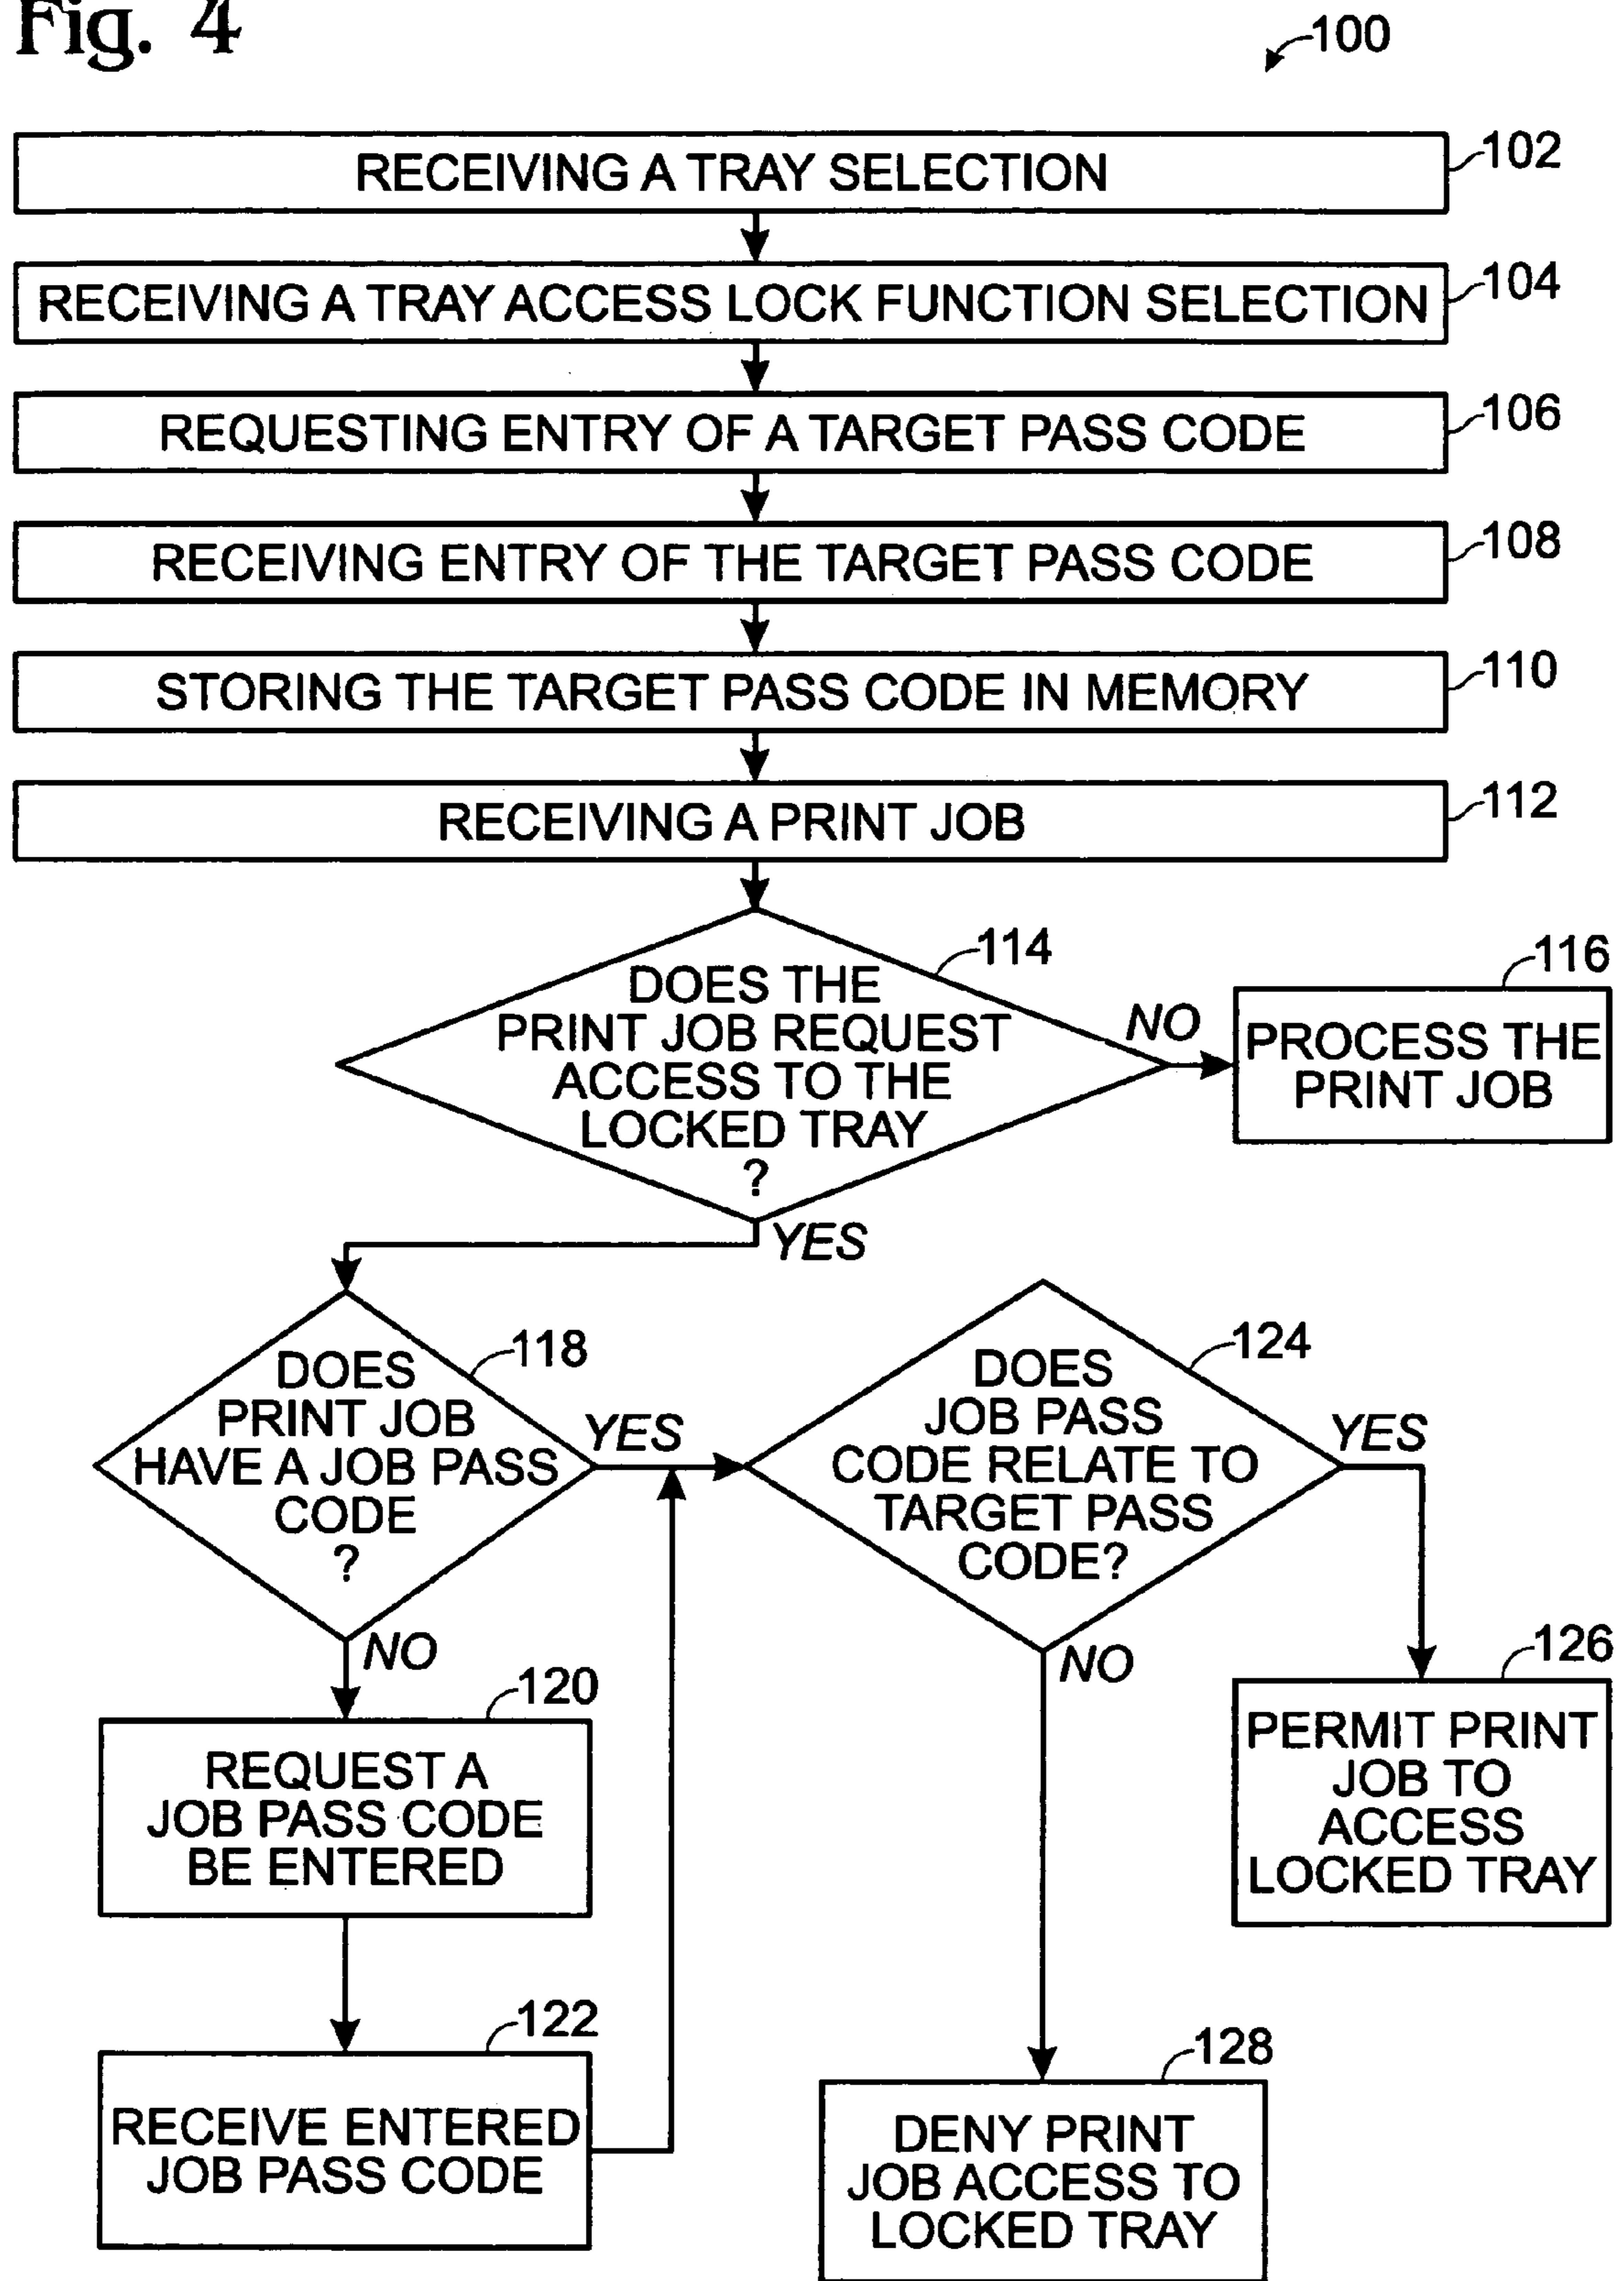 Fig. 4
100
RECEIVING A TRAY SELECTION
102
RECEIVING A TRAY ACCESS LOCK FUNCTION SELECTION
104
REQUESTING ENTRY OF A TARGET PASS CODE
106
RECEIVING ENTRY OF THE TARGET PASS CODE
108
STORING THE TARGET PASS CODE IN MEMORY
110
RECEIVING A PRINT JOB
112
114
DOES THE
PRINT JOB REQUEST
ACCESS TO THE
LOCKED TRAY
?
NO
116
PROCESS THE
PRINT JOB
YES
118
DOES
PRINT JOB
HAVE A JOB PASS
CODE
?
YES
124
DOES
JOB PASS
CODE RELATE TO
TARGET PASS
CODE?
YES
NO
120
REQUEST A
JOB PASS CODE
BE ENTERED
NO
126
PERMIT PRINT
JOB TO
ACCESS
LOCKED TRAY
122
RECEIVE ENTERED
JOB PASS CODE
128
DENY PRINT
JOB ACCESS TO
LOCKED TRAY